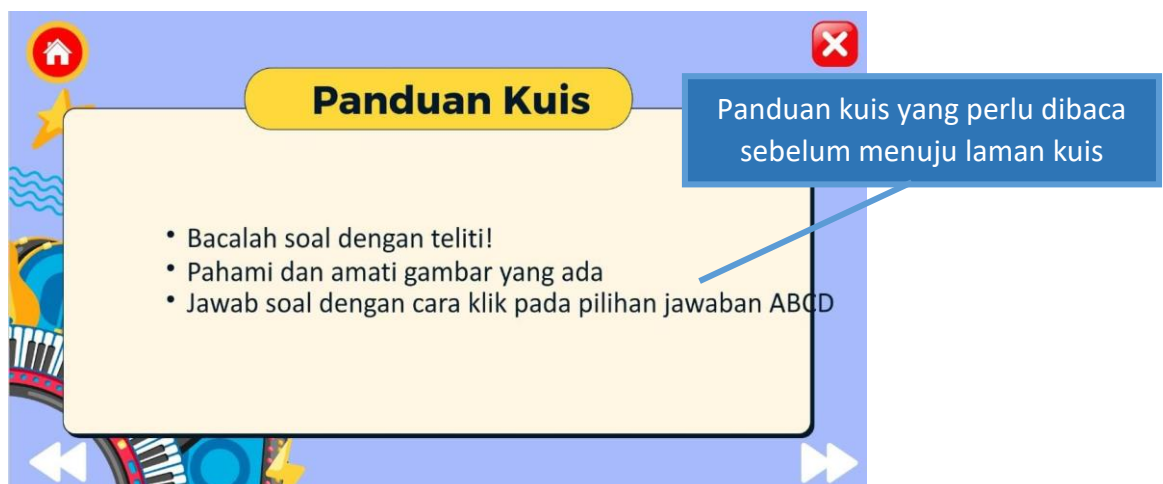 Panduan Kuis
Panduan kuis yang perlu dibaca
sebelum menuju laman kuis
• Bacalah soal dengan teliti!
• Pahami dan amati gambar yang ada
• Jawab soal dengan cara klik pada pilihan jawaban ABCD